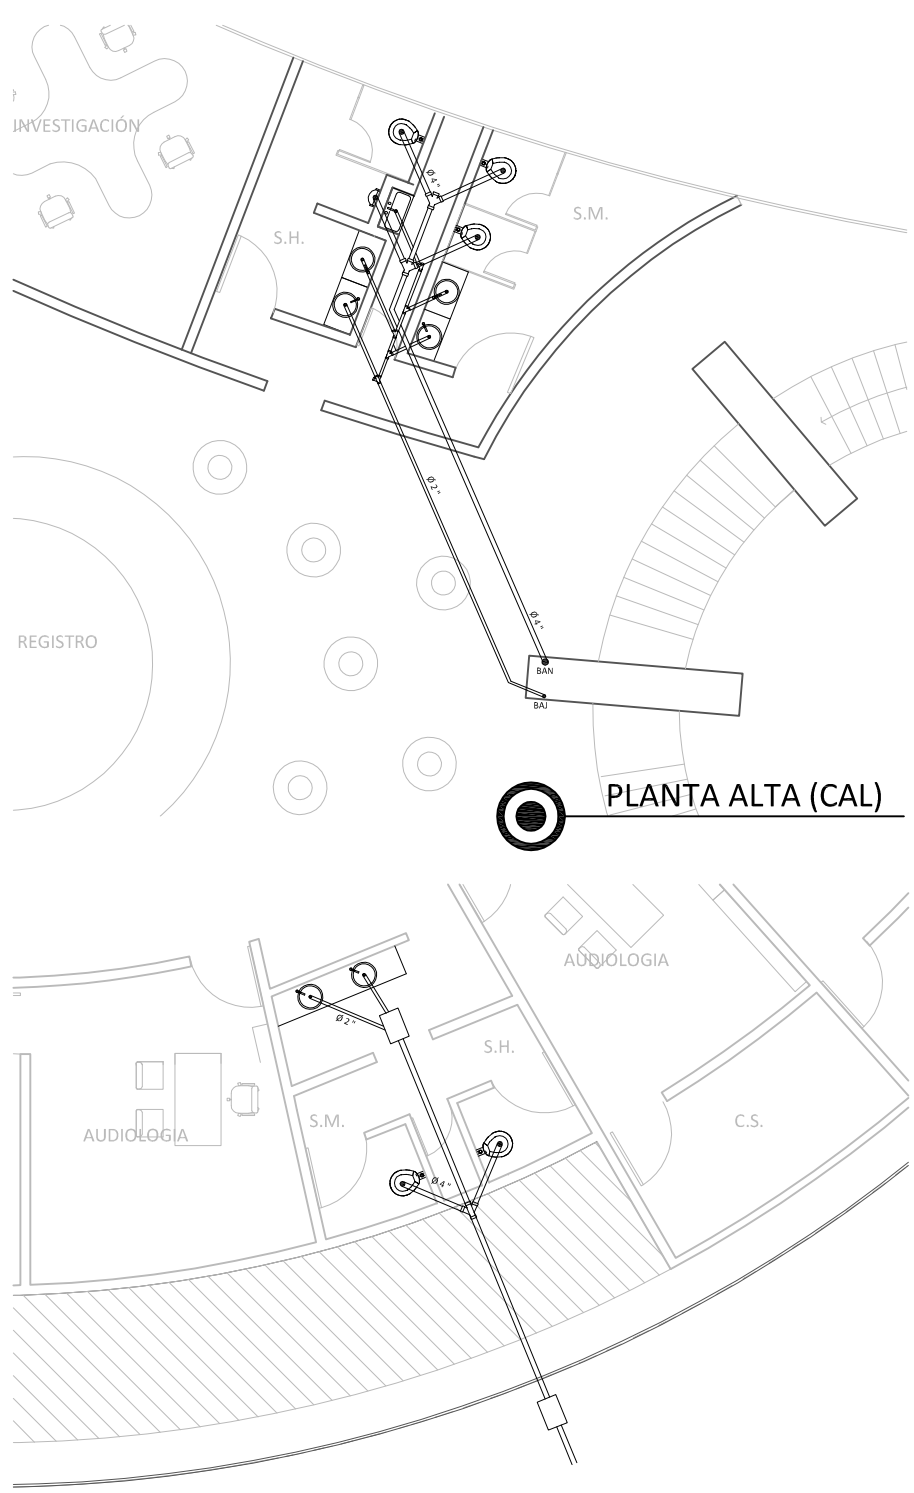 INVESTIGACIÓN
Ø 4"
S.M.
S.H.
Ø 2"
Ø 4"
REGISTRO
BAN
BAJ
PLANTA ALTA (CAL)
AUDIOLOGIA
Ø 2"
S.H.
S.M.
C.S.
AUDIOLOGIA
Ø 4"